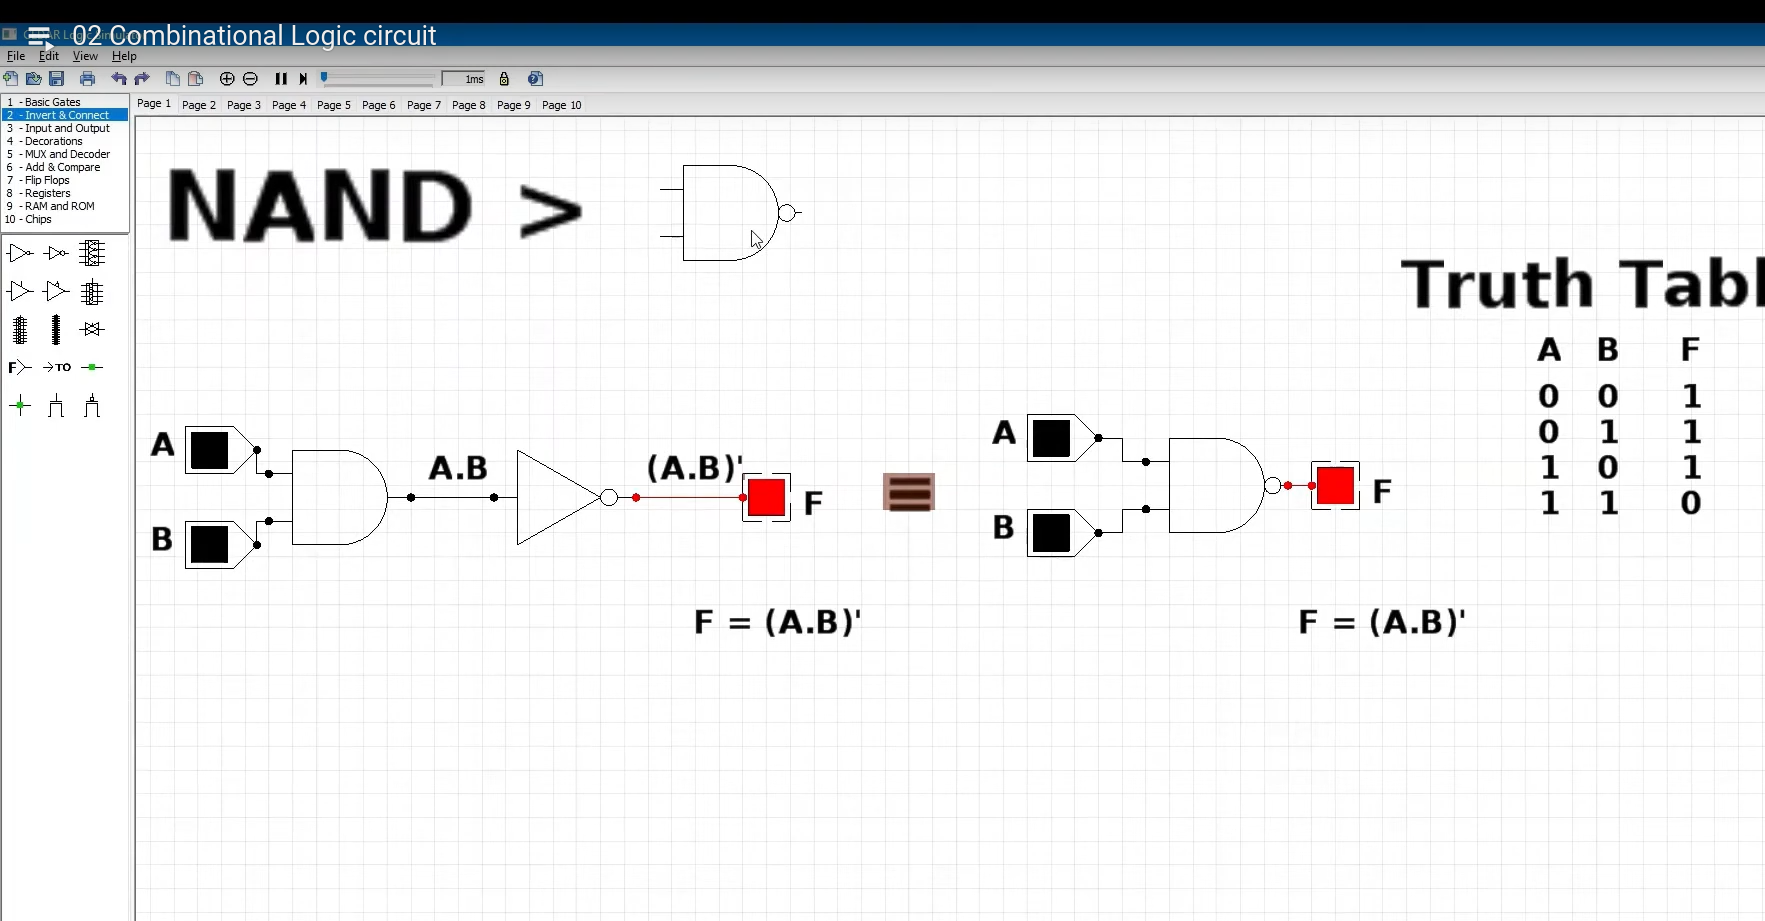 02 Combinational Logic circuit
File Edit View Help
1ms
1 - Basic Gates
2 - Invert & Connect
3 - Input and Output
4 - Decorations
5 - MUX and Decoder
6 - Add & Compare
7 - Flip Flops
8 - Registers
9 - RAM and ROM
10 - Chips
Page 1 Page 2 Page 3 Page 4 Page 5 Page 6 Page 7 Page 8 Page 9 Page 10
F TO
NAND >
A
B
A.B
(A.B)'
F
F = (A.B)'
A
B
F
F = (A.B)'
Truth Tabl
A B F
0 0 1
0 1 1
1 0 1
1 1 0